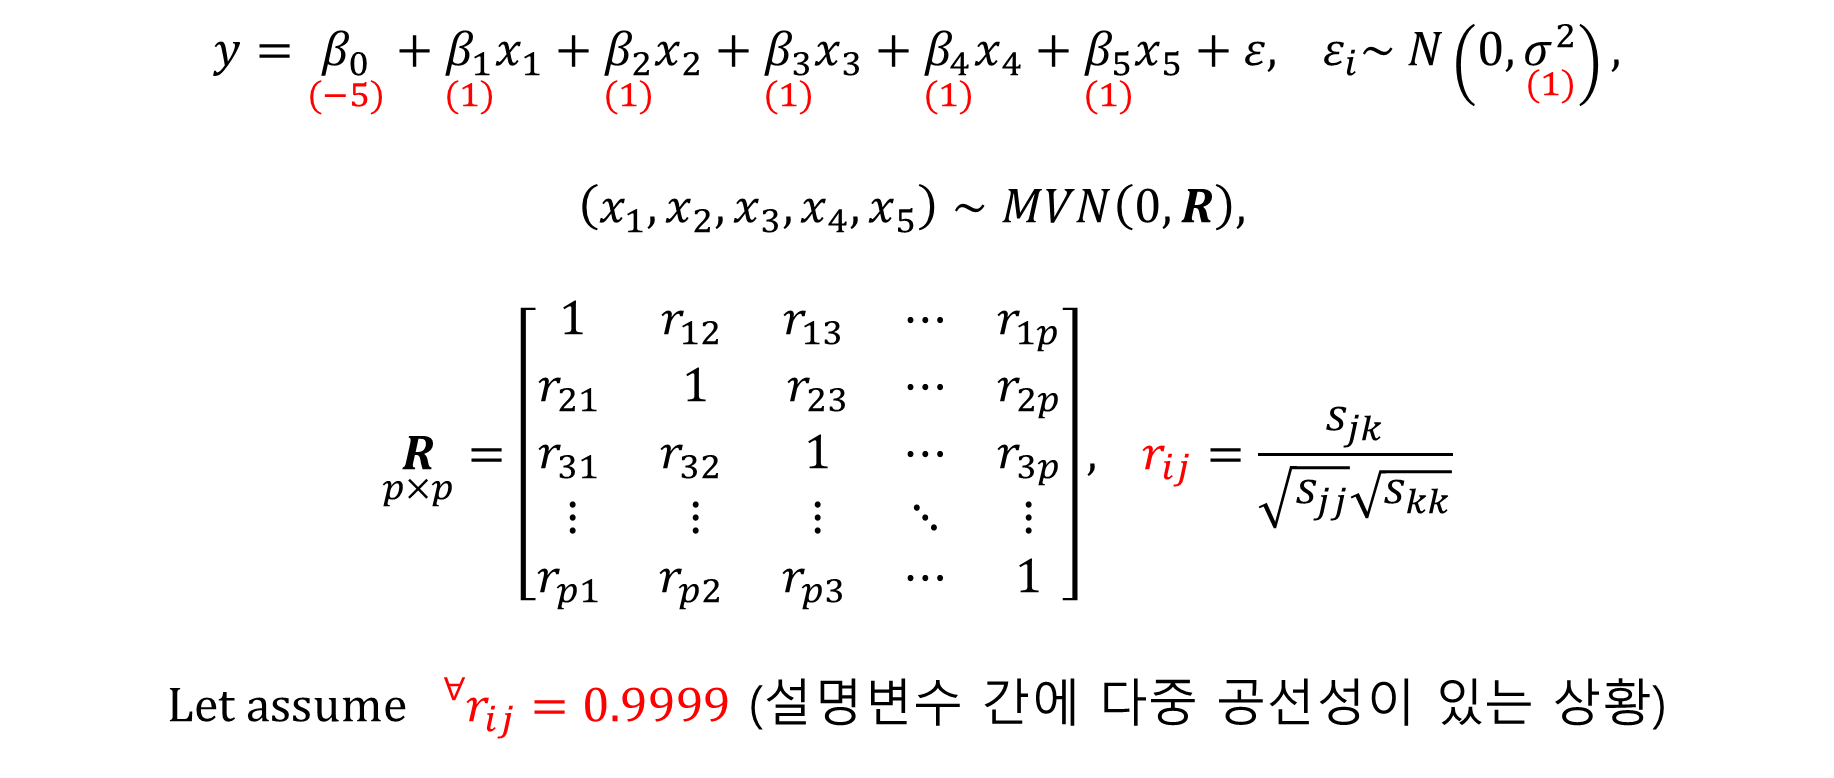 y = β₀ + β₁x₁ + β₂x₂ + β₃x₃ + β₄x₄ + β₅x₅ + ε, εᵢ~ N(0, σ²),
(−5) (1) (1) (1) (1) (1) (1)
(x₁, x₂, x₃, x₄, x₅) ~ MVN(0, R),
1 r₁₂ r₁₃ ⋯ r₁ₚ
r₂₁ 1 r₂₃ ⋯ r₂ₚ
R = r₃₁ r₃₂ 1 ⋯ r₃ₚ , rᵢⱼ = sⱼₖ / √sⱼⱼ√sₖₖ
p×p
⋮ ⋮ ⋮ ⋱ ⋮
rₚ₁ rₚ₂ rₚ₃ ⋯ 1
Let assume ∀rᵢⱼ = 0.9999 (설명변수 간에 다중 공선성이 있는 상황)